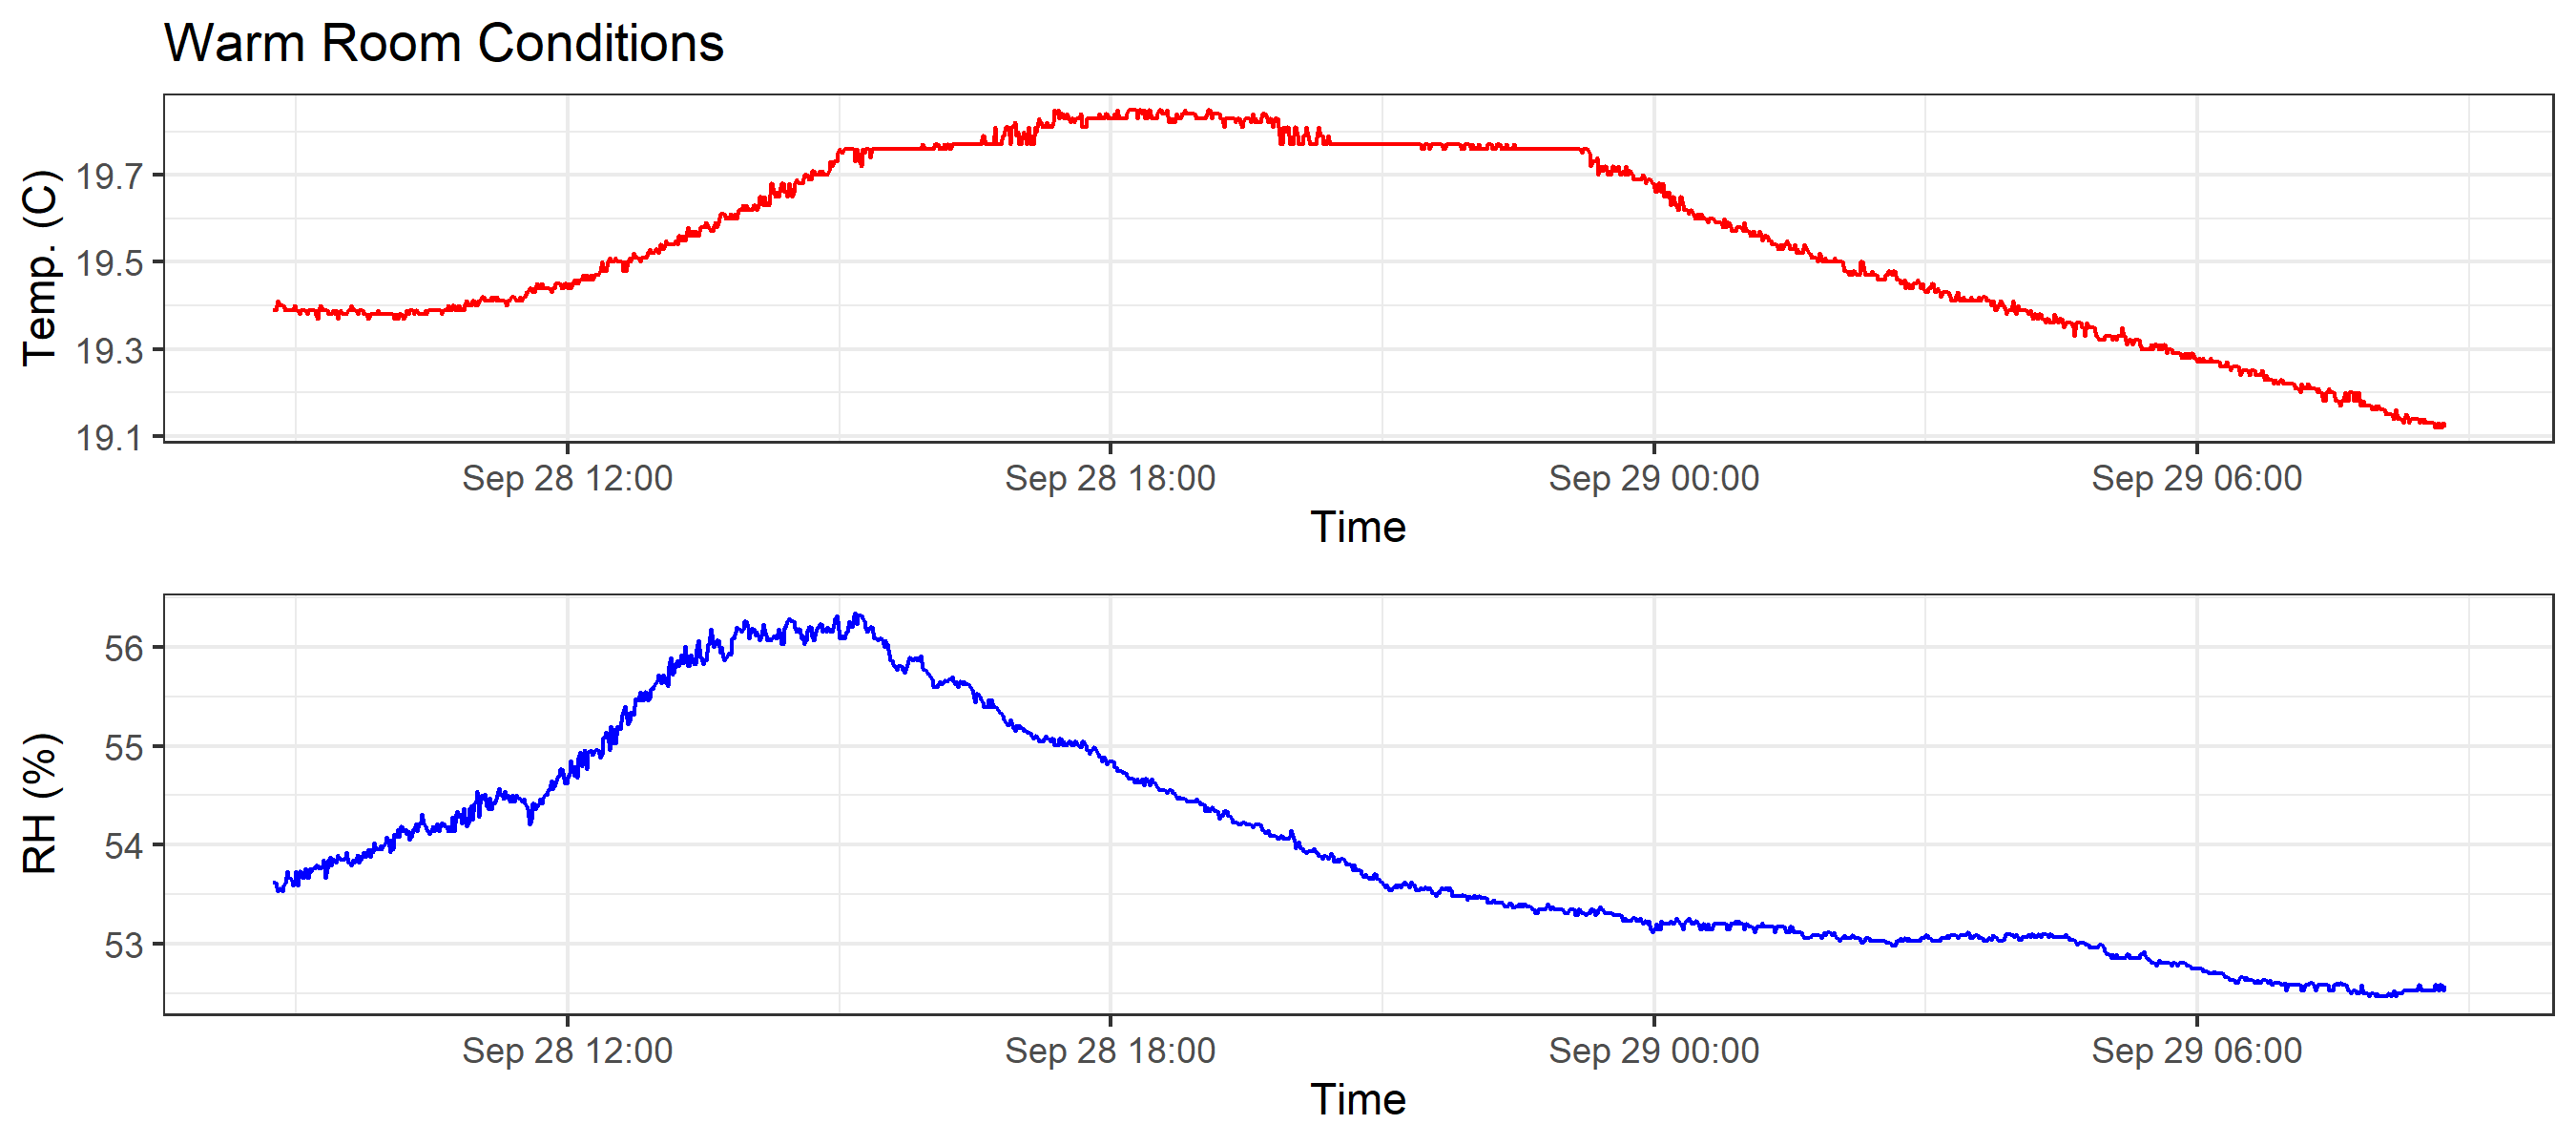 Warm Room Conditions
Temp. (C)
19.7
19.5
19.3
19.1
Sep 28 12:00 Sep 28 18:00 Sep 29 00:00 Sep 29 06:00
Time
RH (%)
56
55
54
53
Sep 28 12:00 Sep 28 18:00 Sep 29 00:00 Sep 29 06:00
Time